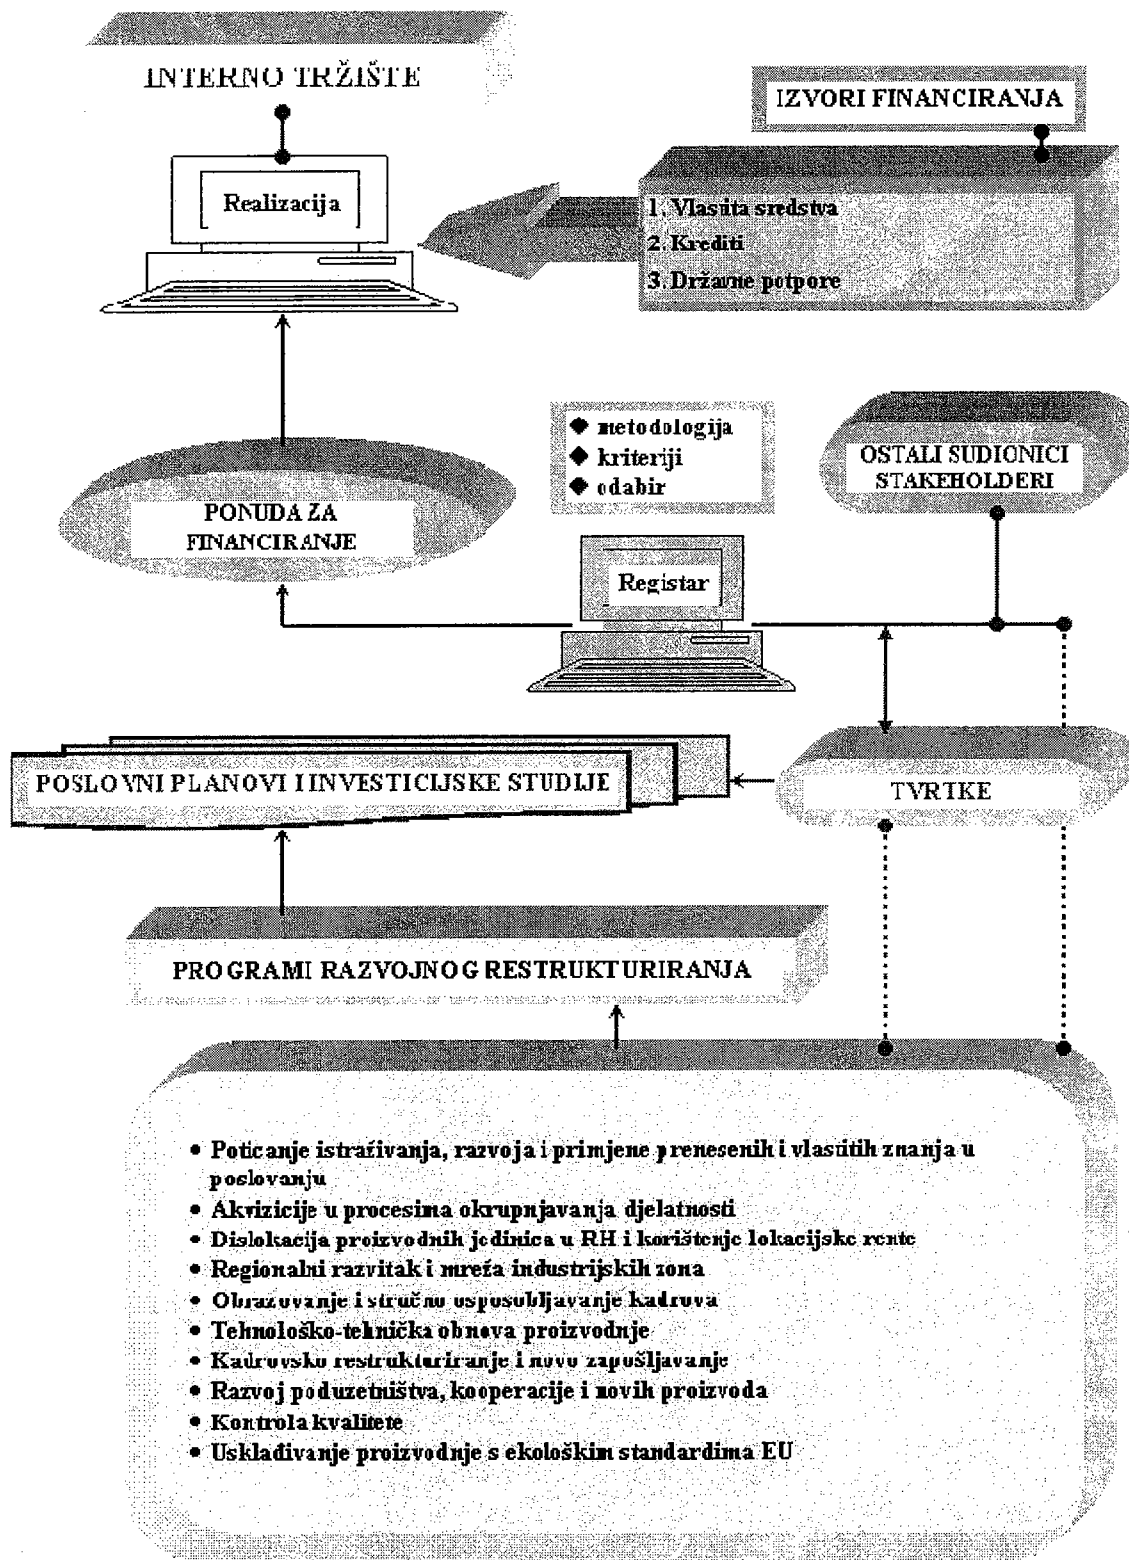 INTERNO TRŽIŠTE
IZVORI FINANCIRANJA
Realizacija
1. Vlastita sredstva
2. Krediti
3. Državne potpore
◆ metodologija
◆ kriteriji
◆ odabir
OSTALI SUDIONICI
STAKEHOLDERI
PONUDA ZA
FINANCIRANJE
Registar
POSLOVNI PLANOVI I INVESTICIJSKE STUDIJE
TVRTKE
PROGRAMI RAZVOJNOG RESTRUKTURIRANJA
• Poticanje istraživanja, razvoja i primjene prenesenih i vlastitih znanja u
poslovanju
• Akvizicije u procesima okrupnjavanja djelatnosti
• Dislokacija proizvodnih jedinica u RH i korištenje lokacijske rente
• Regionalni razvitak i mreža industrijskih zona
• Obrazovanje i stručno osposobljavanje kadrova
• Tehnološko-tehnička obnova proizvodnje
• Kadrovsko restrukturiranje i novo zapošljavanje
• Razvoj poduzetništva, kooperacije i novih proizvoda
• Kontrola kvalitete
• Usklađivanje proizvodnje s ekološkim standardima EU